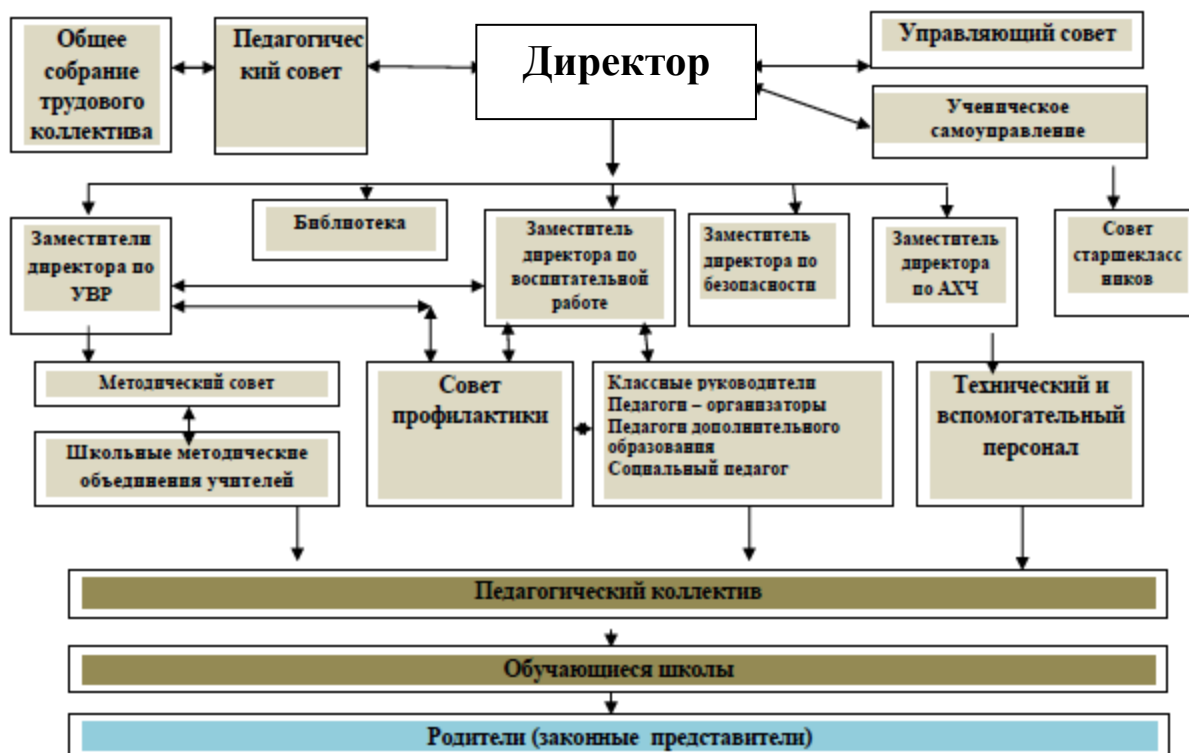 Общее
собрание
трудового
коллектива
Педагогичес
кий совет
Директор
Управляющий совет
Ученическое
самоуправление
Заместители
директора по
УВР
Библиотека
Заместитель
директора по
воспитательной
работе
Заместитель
директора по
безопасности
Заместитель
директора
по АХЧ
Совет
старшекласс
ников
Методический совет
Школьные методические
объединения учителей
Совет
профилактики
Классные руководители
Педагоги – организаторы
Педагоги дополнительного
образования
Социальный педагог
Технический и
вспомогательный
персонал
Педагогический коллектив
Обучающиеся школы
Родители (законные представители)